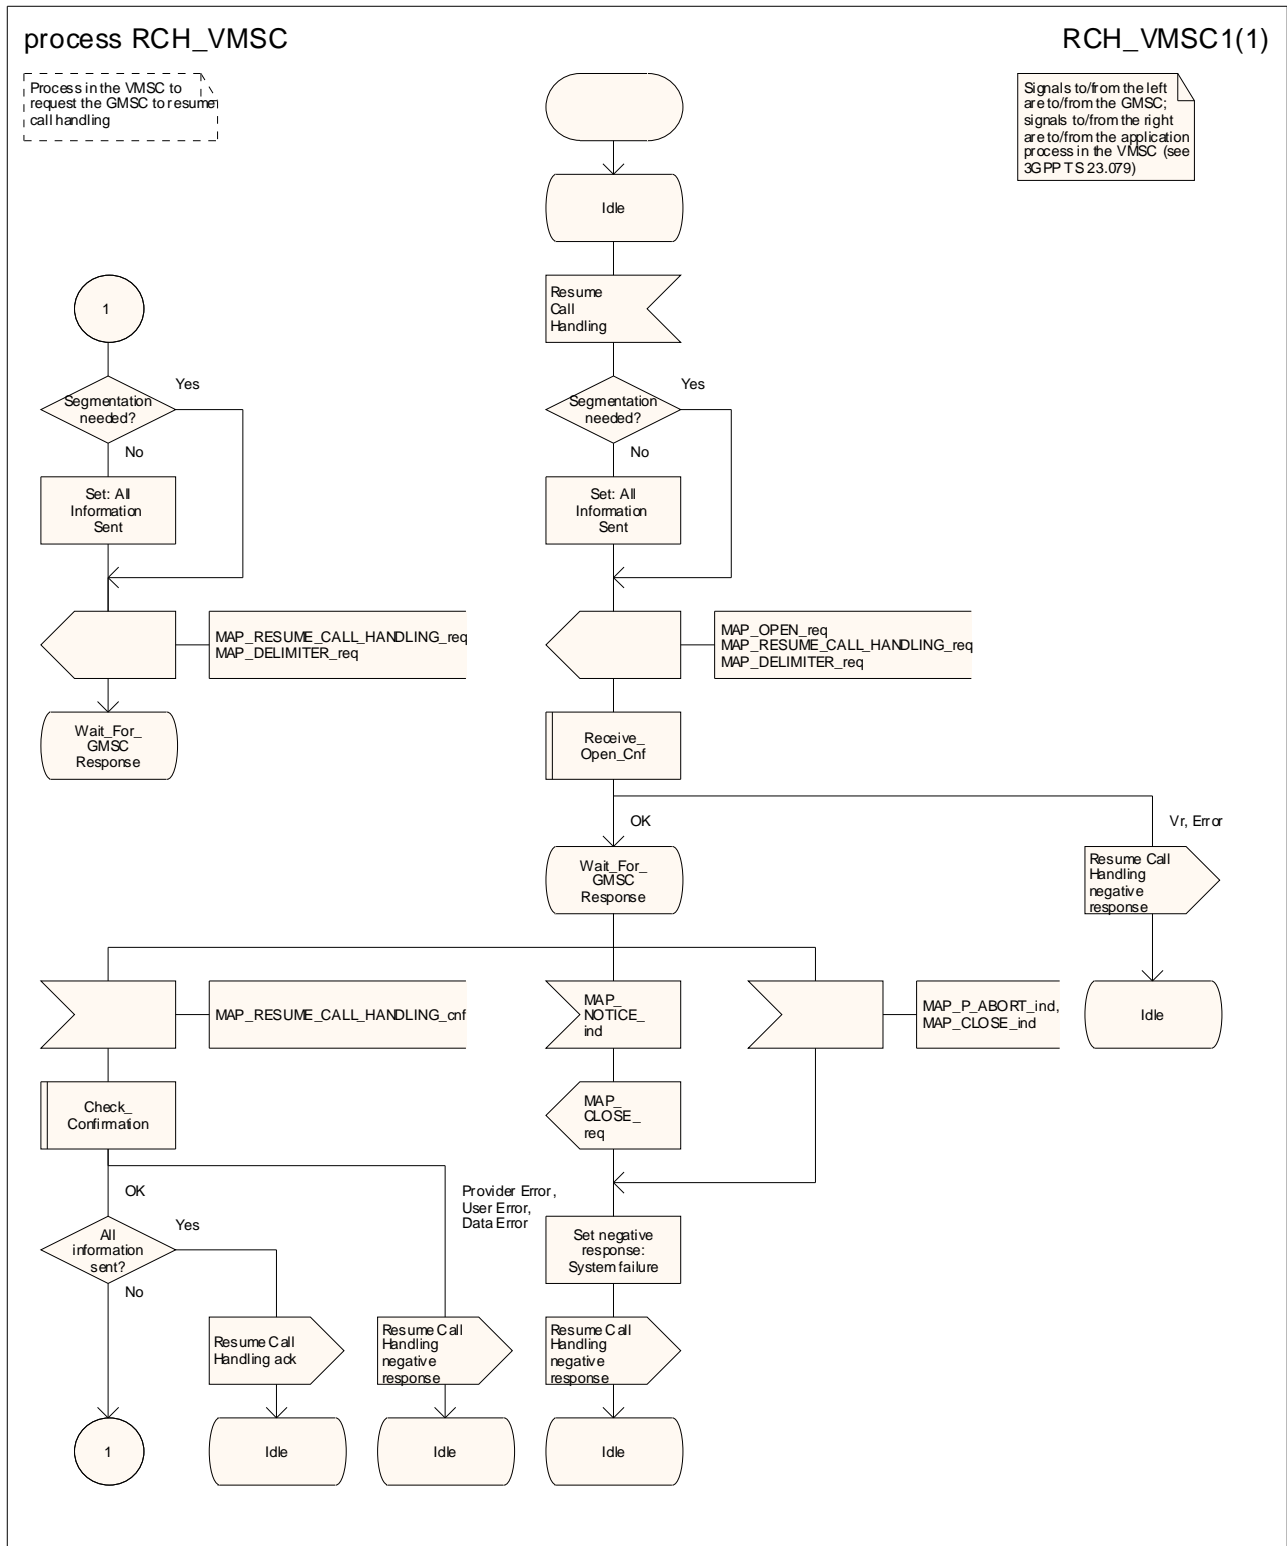 process RCH_VMSC
RCH_VMSC1(1)
Process in the VMSC to
request the GMSC to resume
call handling
Signals to/from the left
are to/from the GMSC;
signals to/from the right
are to/from the application
process in the VMSC (see
3GPP TS 23.079)
Idle
Resume
Call
Handling
1
Segmentation
needed?
Yes
No
Segmentation
needed?
Yes
No
Set: All
Information
Sent
Set: All
Information
Sent
MAP_RESUME_CALL_HANDLING_req
MAP_DELIMITER_req
MAP_OPEN_req
MAP_RESUME_CALL_HANDLING_req
MAP_DELIMITER_req
Wait_For_
GMSC
Response
Receive_
Open_Cnf
OK
Vr, Error
Wait_For_
GMSC
Response
Resume Call
Handling
negative
response
MAP_RESUME_CALL_HANDLING_cnf
MAP_
NOTICE_
ind
MAP_P_ABORT_ind,
MAP_CLOSE_ind
Idle
Check_
Confirmation
MAP_
CLOSE_
req
OK
Provider Error,
User Error,
Data Error
All
information
sent?
Yes
No
Set negative
response:
System failure
Resume Call
Handling ack
Resume Call
Handling
negative
response
Resume Call
Handling
negative
response
1
Idle
Idle
Idle